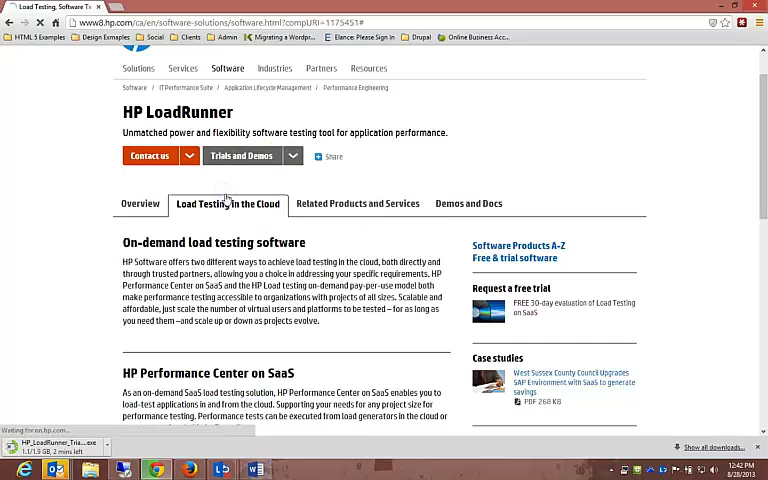 Load Testing, Software Te
www8.hp.com/ca/en/software-solutions/software.html?compURI=1175451#
HTML 5 Examples Design Exmaples Social Clients Admin Migrating a Wordpr... Elance: Please Sign In Drupal Online Business Acc...
Solutions Services Software Industries Partners Resources
Software / IT Performance Suite / Application Lifecycle Management / Performance Engineering
HP LoadRunner
Unmatched power and flexibility software testing tool for application performance.
Contact us Trials and Demos Share
Overview Load Testing in the Cloud Related Products and Services Demos and Docs
On-demand load testing software
HP Software offers two different ways to achieve load testing in the cloud, both directly and
through trusted partners, allowing you a choice in addressing your specific requirements. HP
Performance Center on SaaS and the HP Load testing on-demand pay-per-use model both
make performance testing accessible to organizations with projects of all sizes. Scalable and
affordable, just scale the number of virtual users and platforms to be tested – for as long as
you need them –and scale up or down as projects evolve.
HP Performance Center on SaaS
As an on-demand SaaS load testing solution, HP Performance Center on SaaS enables you to
load-test applications in and from the cloud. Supporting your needs for any project size for
performance testing. Performance tests can be executed from load generators in the cloud or
Software Products A-Z
Free & trial software
Request a free trial
FREE 30-day evaluation of Load Testing
on SaaS
Case studies
West Sussex County Council Upgrades
SAP Environment with SaaS to generate
savings
PDF 268 KB
Waiting for on.hp.com...
HP_LoadRunner_Tria....exe
1.1/1.9 GB, 2 mins left
Show all downloads...
12:42 PM
8/28/2013